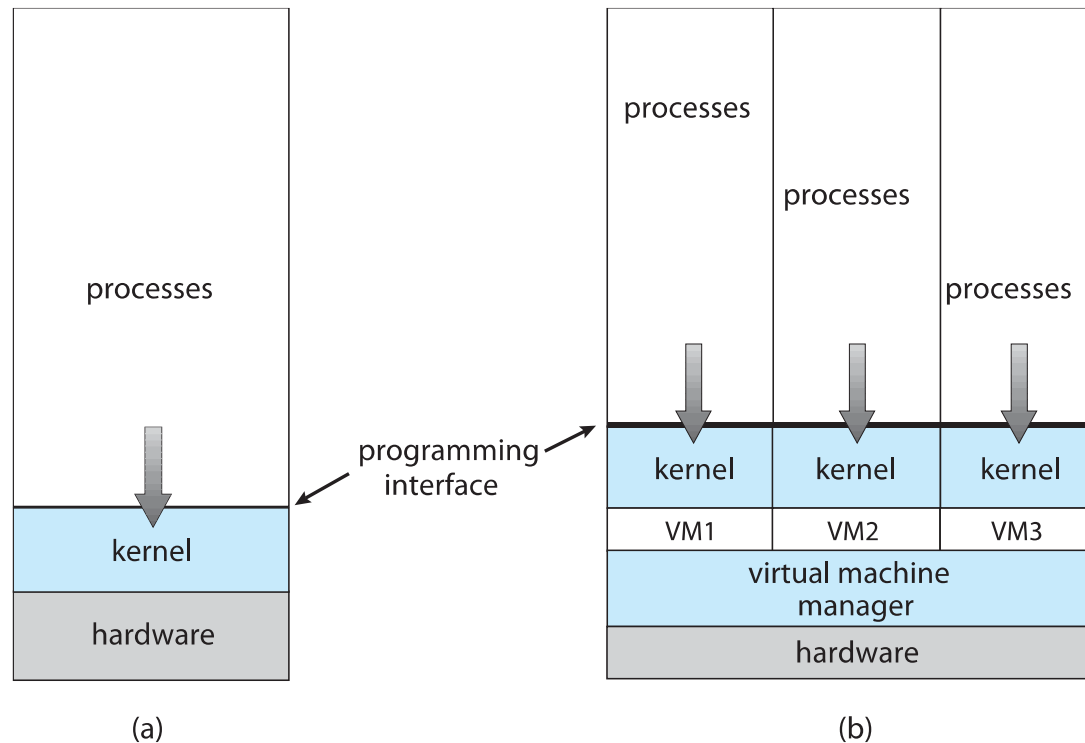 processes
kernel
hardware
(a)
programming
interface
processes
processes
processes
kernel
kernel
kernel
VM1
VM2
VM3
virtual machine
manager
hardware
(b)